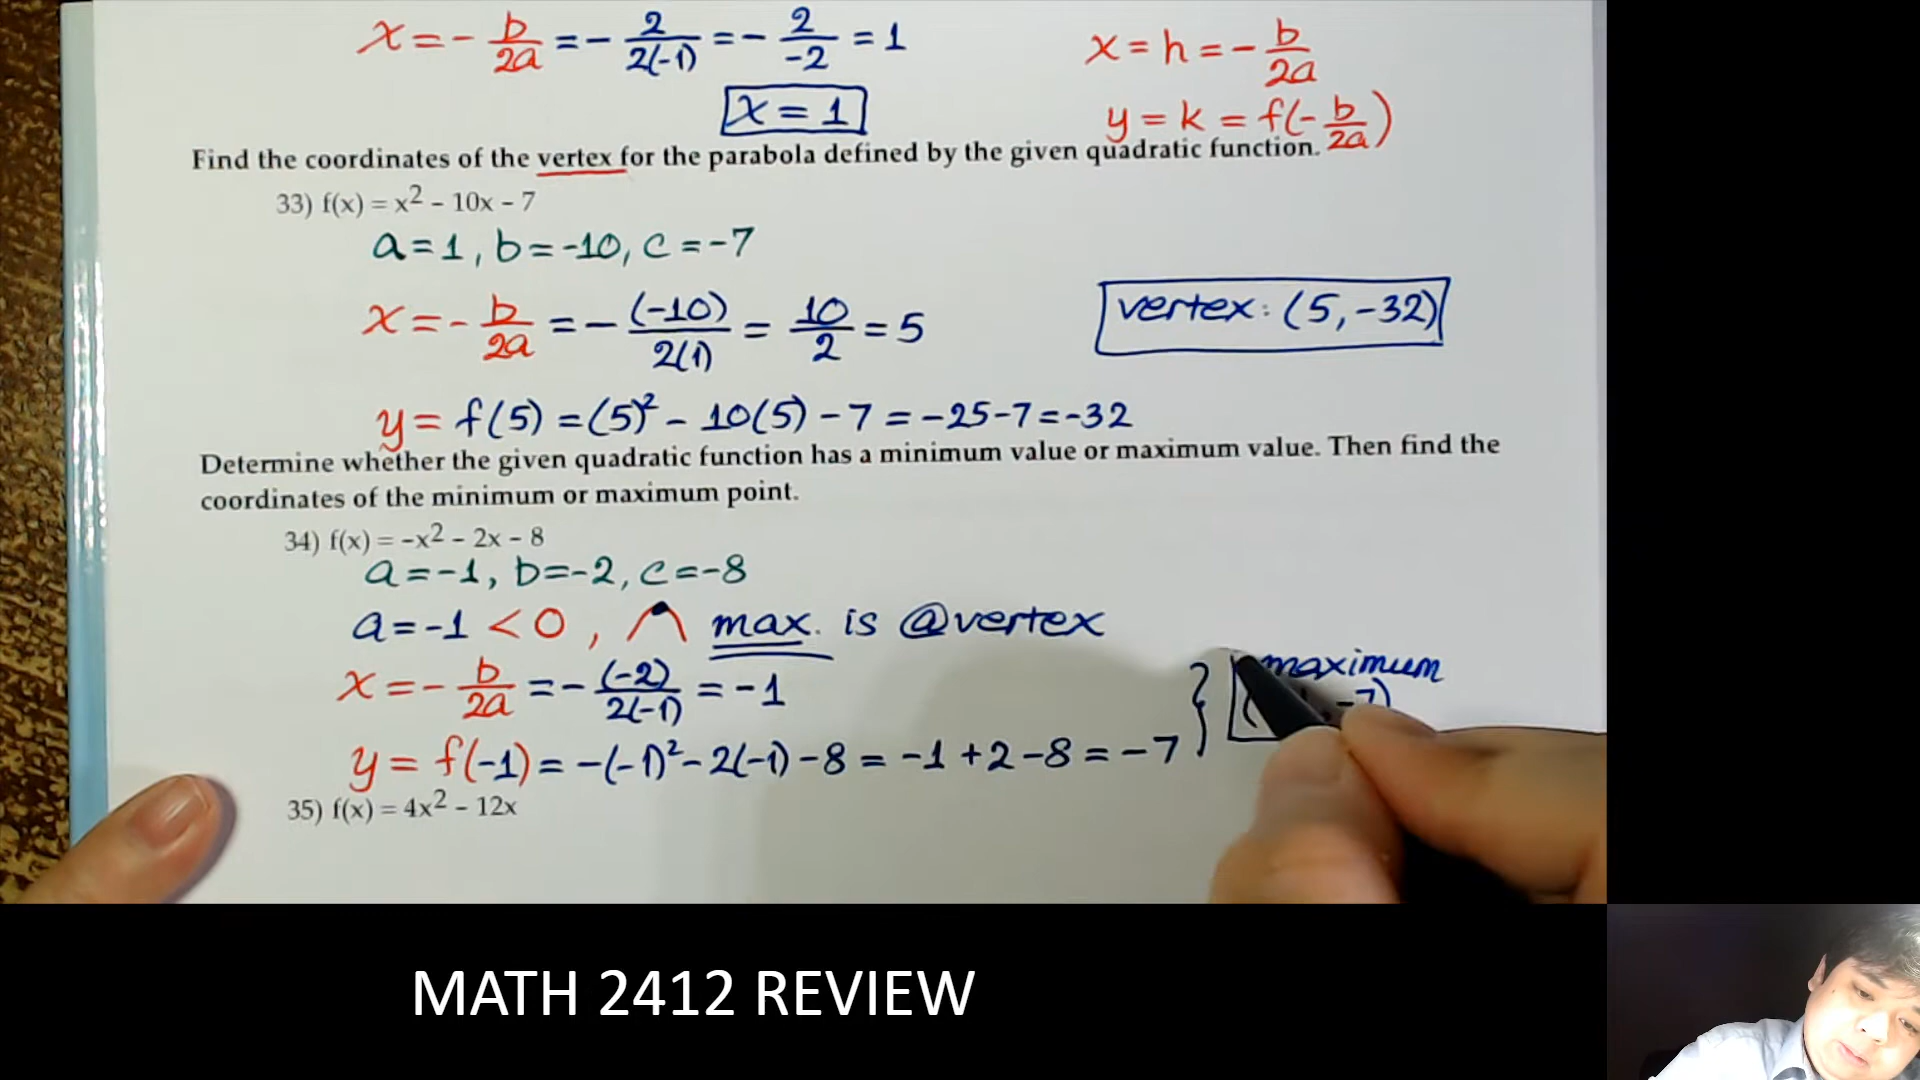 x = - b/2a = - 2/2(-1) = - 2/-2 = 1
x = h = - b/2a
x = 1
y = k = f(- b/2a)
Find the coordinates of the vertex for the parabola defined by the given quadratic function.
33) f(x) = x² - 10x - 7
a = 1, b = -10, c = -7
x = - b/2a = - (-10)/2(1) = 10/2 = 5
vertex: (5, -32)
y = f(5) = (5)² - 10(5) - 7 = -25 - 7 = -32
Determine whether the given quadratic function has a minimum value or maximum value. Then find the
coordinates of the minimum or maximum point.
34) f(x) = -x² - 2x - 8
a = -1, b = -2, c = -8
a = -1 < 0, max. is @vertex
x = - b/2a = - (-2)/2(-1) = -1
maximum
-7)
y = f(-1) = -(-1)² - 2(-1) - 8 = -1 + 2 - 8 = -7
35) f(x) = 4x² - 12x
MATH 2412 REVIEW